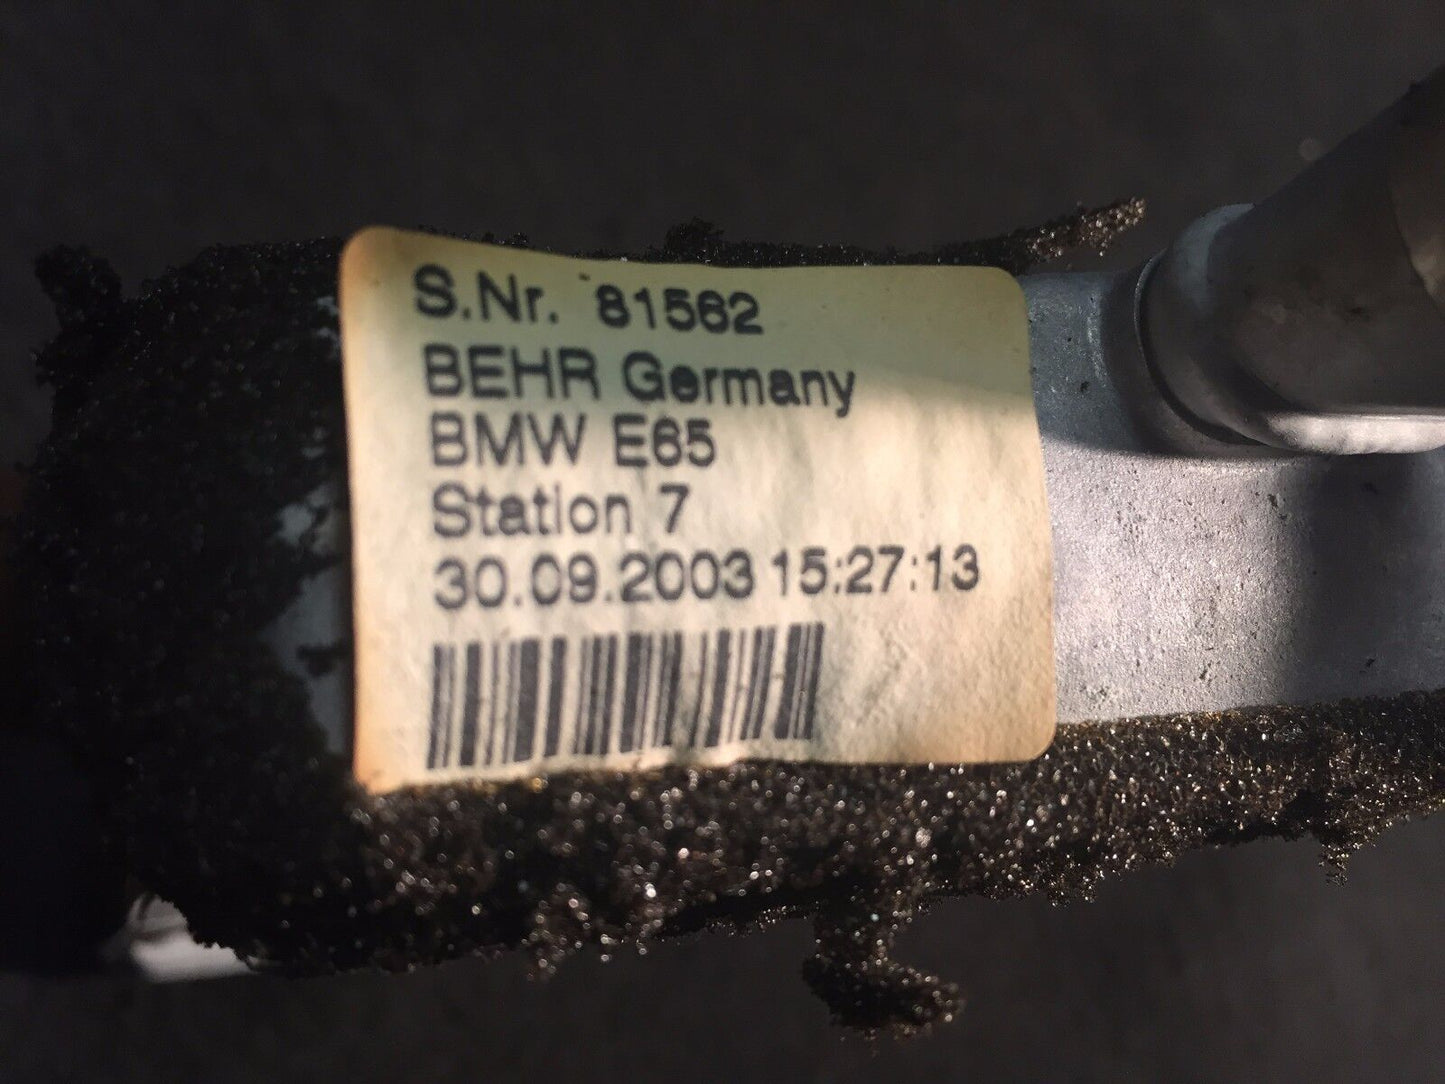 S.Nr. 81562
BEHR Germany
BMW E65
Station 7
30.09.2003 15:27:13